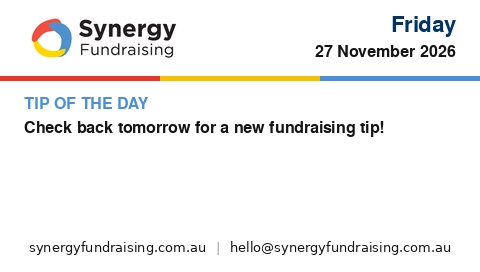 Synergy
Fundraising
Friday
27 November 2026
TIP OF THE DAY
Check back tomorrow for a new fundraising tip!
synergyfundraising.com.au | hello@synergyfundraising.com.au